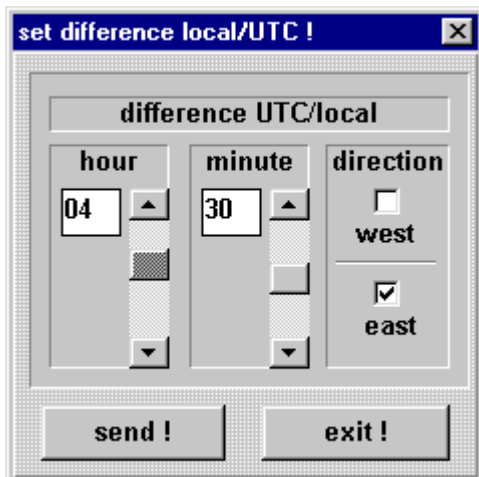 set difference local/UTC !
difference UTC/local
hour minute direction
04 30
west
east
send ! exit !